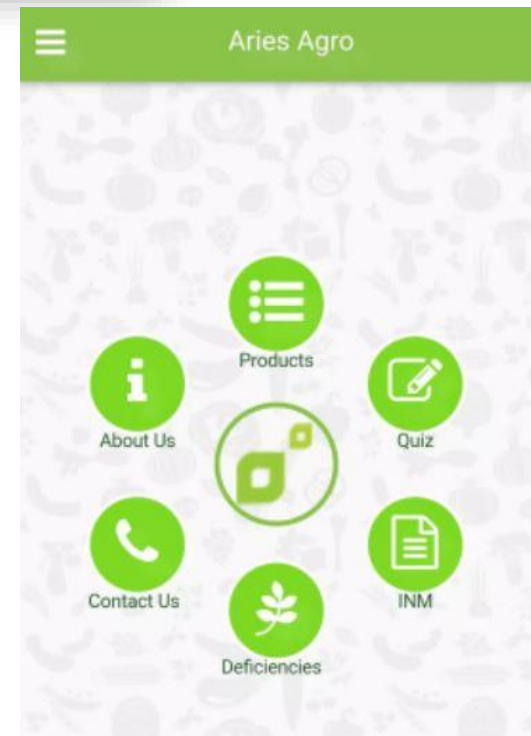 Aries Agro
Products
About Us
Quiz
Contact Us
INM
Deficiencies